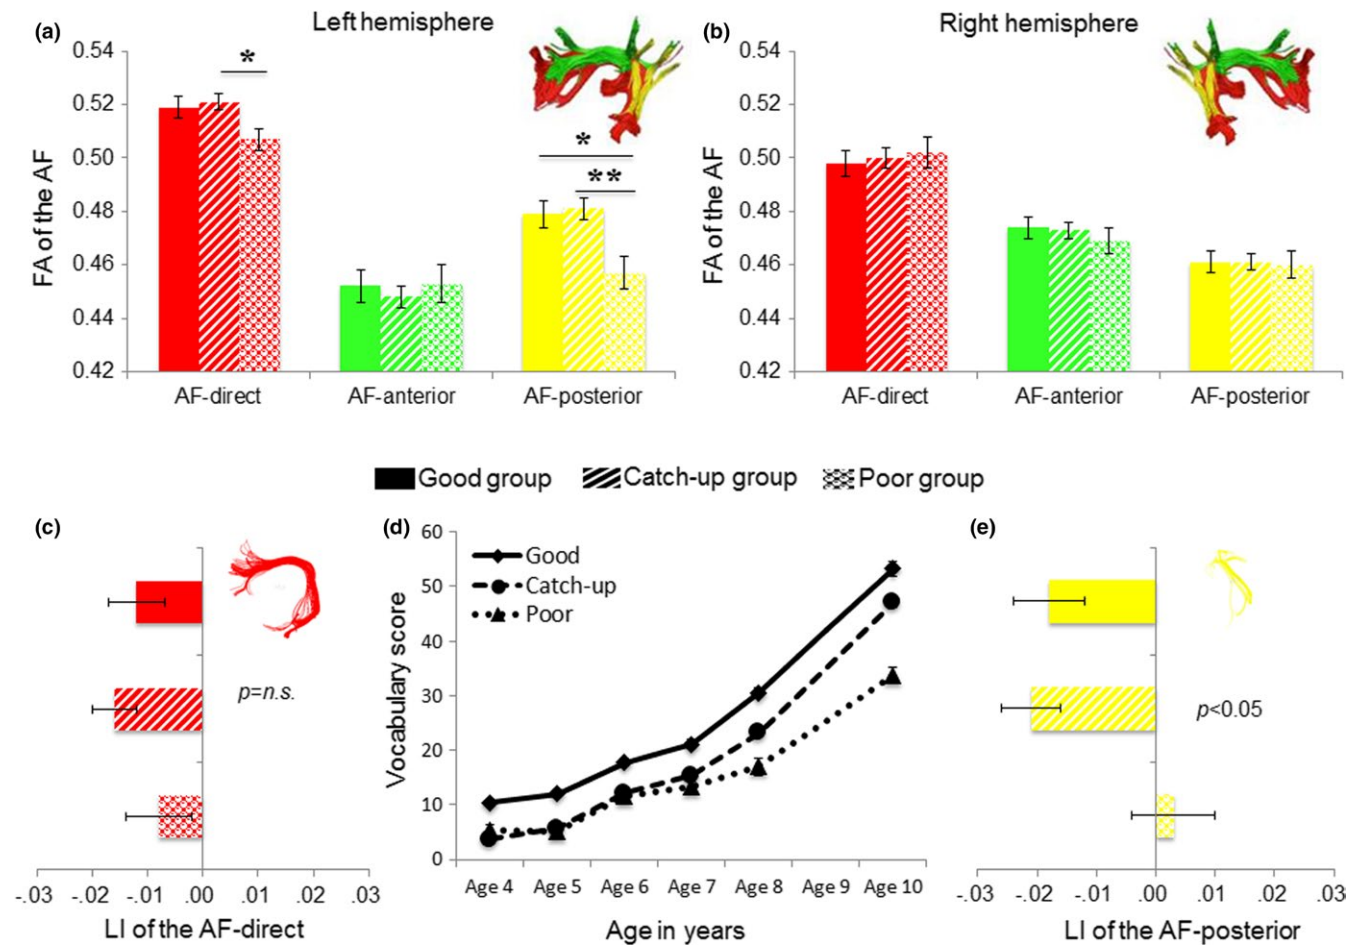 (a) Left hemisphere
FA of the AF
0.54
0.52
0.50
0.48
0.46
0.44
0.42
*
*
**
AF-direct AF-anterior AF-posterior
(b) Right hemisphere
FA of the AF
0.54
0.52
0.50
0.48
0.46
0.44
0.42
AF-direct AF-anterior AF-posterior
Good group Catch-up group Poor group
(c)
p=n.s.
-.03 -.02 -.01 .00 .01 .02 .03
LI of the AF-direct
(d)
Vocabulary score
60
50
40
30
20
10
0
Good
Catch-up
Poor
Age 4 Age 5 Age 6 Age 7 Age 8 Age 9 Age 10
Age in years
(e)
p<0.05
-.03 -.02 -.01 .00 .01 .02 .03
LI of the AF-posterior